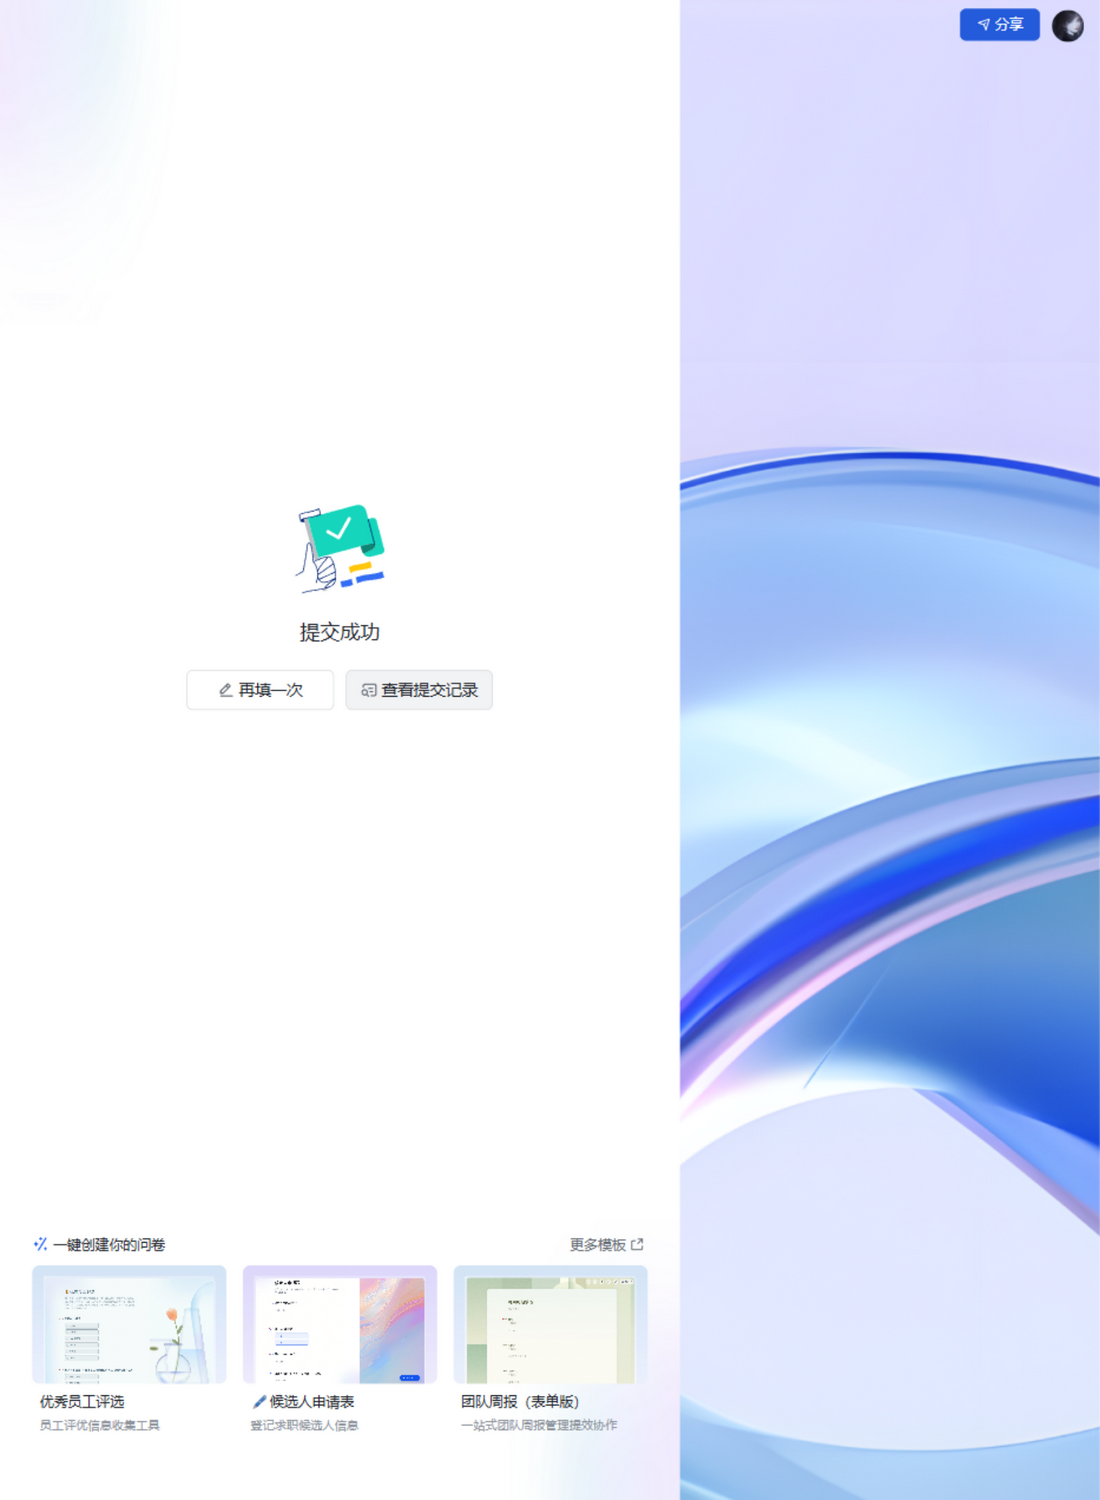 分享
提交成功
再填一次
查看提交记录
一键创建你的问卷
更多模板
优秀员工评选
员工评优信息收集工具
候选人申请表
登记求职候选人信息
团队周报（表单版）
一站式团队周报管理提效协作